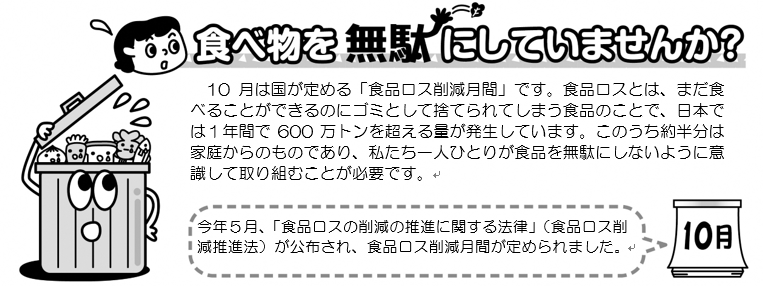 食べ物を無駄にしていませんか？
10 月は国が定める「食品ロス削減月間」です。食品ロスとは、まだ食
べることができるのにゴミとして捨てられてしまう食品のことで、日本で
は１年間で 600 万トンを超える量が発生しています。このうち約半分は
家庭からのものであり、私たち一人ひとりが食品を無駄にしないように意
識して取り組むことが必要です。
今年５月、「食品ロスの削減の推進に関する法律」（食品ロス削
減推進法）が公布され、食品ロス削減月間が定められました。
10月